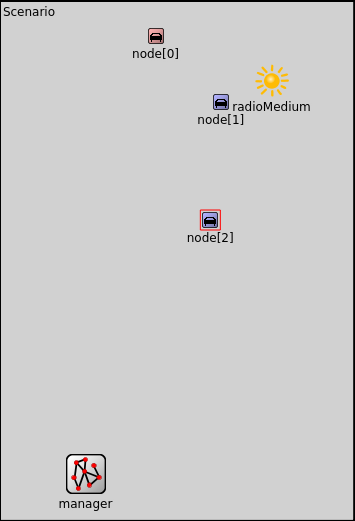 Scenario
node[0]
radioMedium
node[1]
node[2]
manager